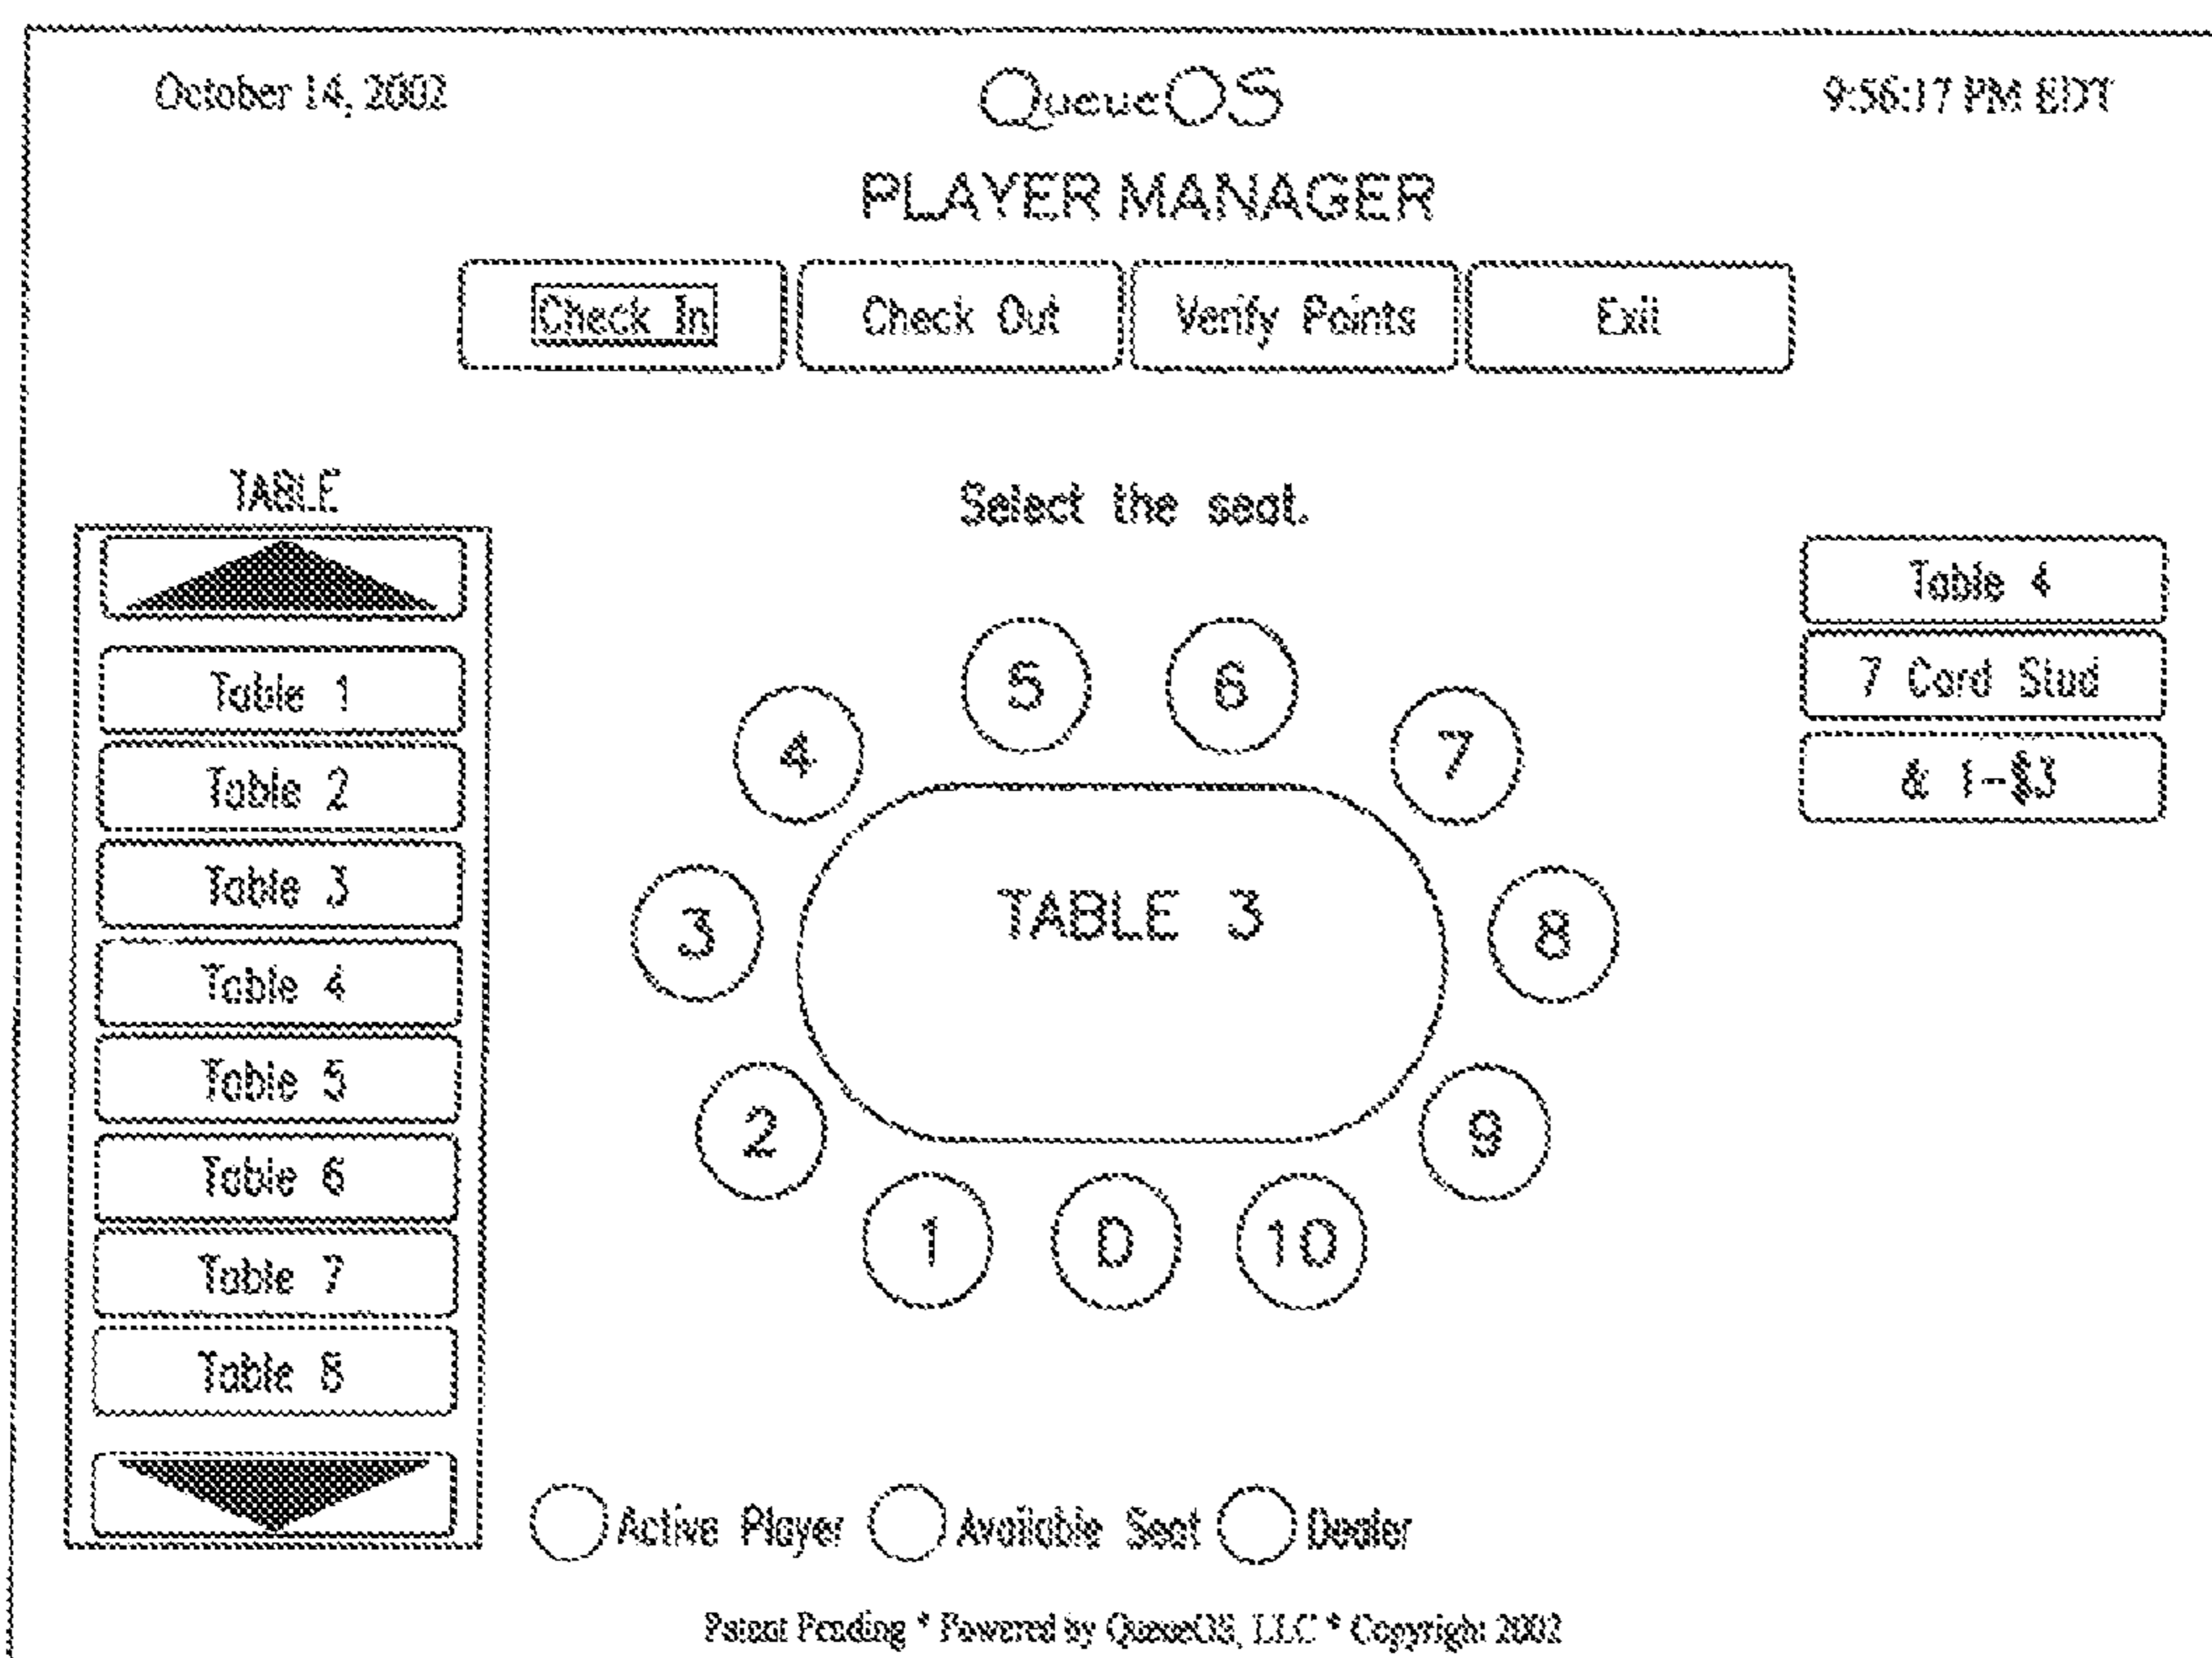 October 14, 2002 QueueOS 9:56:17 PM EDT
PLAYER MANAGER
Check In Check Out Verify Points Exit
TABLE
Table 1
Table 2
Table 3
Table 4
Table 5
Table 6
Table 7
Table 8
Select the seat.
5 6
4 7
TABLE 3
3 8
2 9
1 D 10
Table 4
7 Card Stud
& 1-$3
Active Player Available Seat Dealer
Patent Pending * Powered by QueueOS, LLC * Copyright 2002